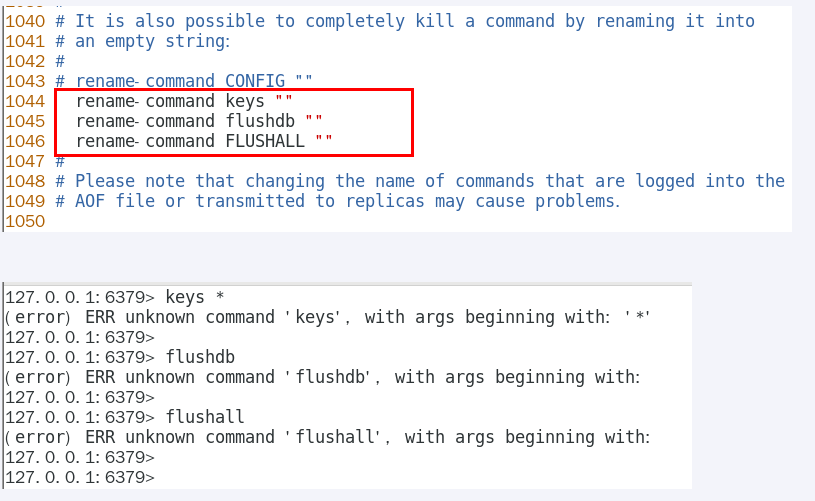 1040 # It is also possible to completely kill a command by renaming it into
1041 # an empty string:
1042 #
1043 # rename-command CONFIG ""
1044   rename-command keys ""
1045   rename-command flushdb ""
1046   rename-command FLUSHALL ""
1047 #
1048 # Please note that changing the name of commands that are logged into the
1049 # AOF file or transmitted to replicas may cause problems.
1050
127.0.0.1:6379> keys *
(error) ERR unknown command 'keys', with args beginning with: '*'
127.0.0.1:6379>
127.0.0.1:6379> flushdb
(error) ERR unknown command 'flushdb', with args beginning with:
127.0.0.1:6379>
127.0.0.1:6379> flushall
(error) ERR unknown command 'flushall', with args beginning with:
127.0.0.1:6379>
127.0.0.1:6379>